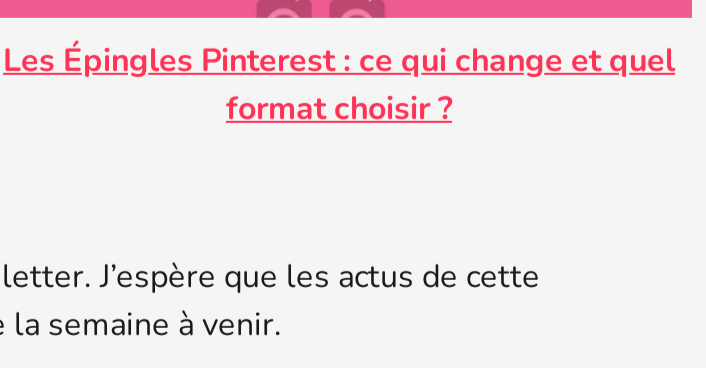 Les Épingles Pinterest : ce qui change et quel
format choisir ?
letter. J’espère que les actus de cette
la semaine à venir.